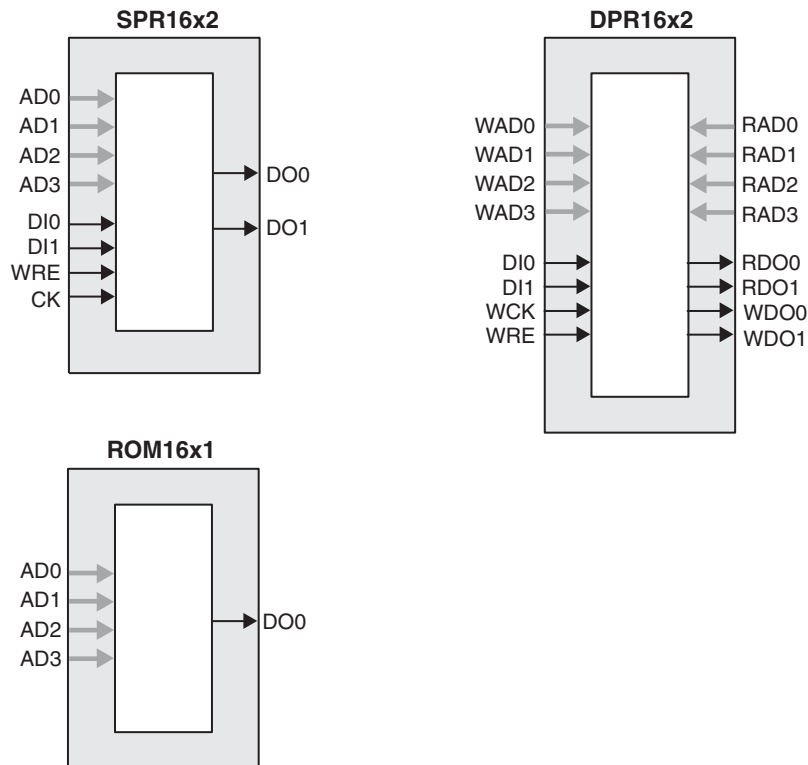 SPR16x2
AD0
AD1
AD2
AD3
DI0
DI1
WRE
CK
DO0
DO1
DPR16x2
WAD0
WAD1
WAD2
WAD3
DI0
DI1
WCK
WRE
RAD0
RAD1
RAD2
RAD3
RDO0
RDO1
WDO0
WDO1
ROM16x1
AD0
AD1
AD2
AD3
DO0